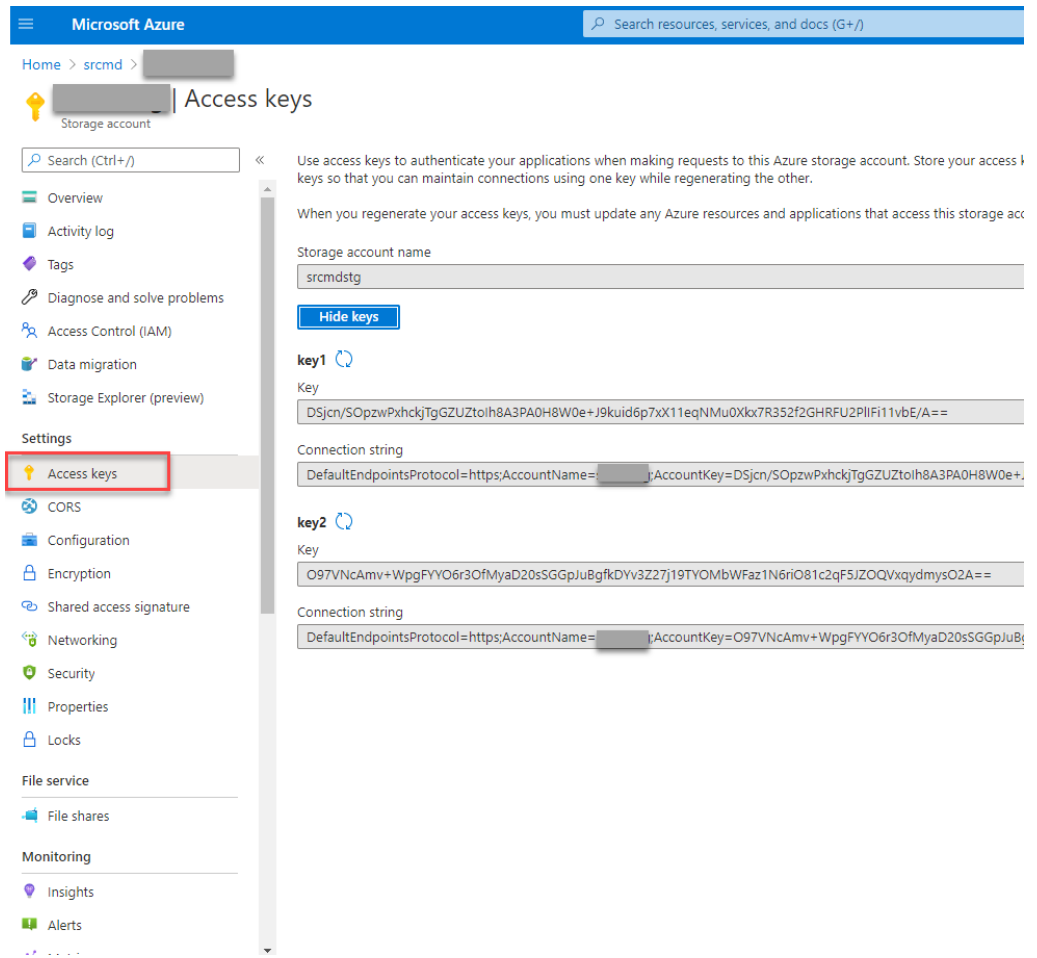 Microsoft Azure
Search resources, services, and docs (G+/)
Home > srcmd >
| Access keys
Storage account
Search (Ctrl+/)
«
Overview
Activity log
Tags
Diagnose and solve problems
Access Control (IAM)
Data migration
Storage Explorer (preview)
Settings
Access keys
CORS
Configuration
Encryption
Shared access signature
Networking
Security
Properties
Locks
File service
File shares
Monitoring
Insights
Alerts
Use access keys to authenticate your applications when making requests to this Azure storage account. Store your access
keys so that you can maintain connections using one key while regenerating the other.
When you regenerate your access keys, you must update any Azure resources and applications that access this storage
Storage account name
srcmdstg
Hide keys
key1
Key
DSjcn/SOpzwPxhckjTgGZUZtoIh8A3PA0H8W0e+J9kuid6p7xX11eqNMu0Xkx7R352f2GHRFU2PlIFi11vbE/A==
Connection string
DefaultEndpointsProtocol=https;AccountName= ;AccountKey=DSjcn/SOpzwPxhckjTgGZUZtoIh8A3PA0H8W0e+
key2
Key
O97VNcAmv+WpgFYYO6r3OfMyaD20sSGGpJuBgfkDYv3Z27j19TYOMbWFaz1N6riO81c2qF5JZOQVxqydmysO2A==
Connection string
DefaultEndpointsProtocol=https;AccountName= ;AccountKey=O97VNcAmv+WpgFYYO6r3OfMyaD20sSGGpJuB